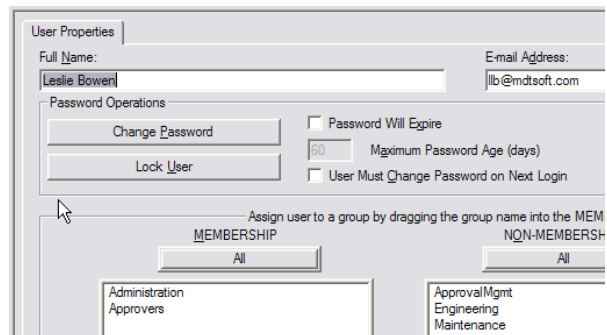 User Properties
Full Name:
E-mail Address:
Leslie Bowen
llb@mdtsoft.com
Password Operations
Change Password
Password Will Expire
60
Maximum Password Age (days)
Lock User
User Must Change Password on Next Login
Assign user to a group by dragging the group name into the MEM
MEMBERSHIP
NON-MEMBERSH
All
All
Administration
Approvers
ApprovalMgmt
Engineering
Maintenance